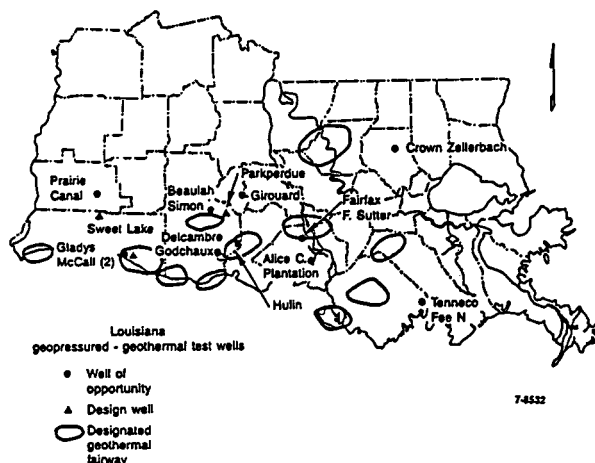 Crown Zellerbach
Parkperdue
Prairie
Canal
Beaulah
Simon
Girouard
Fairfax
F. Sutter
Sweet Lake
Delcambre
Godchaux
Gladys
McCall (2)
Alice C.
Plantation
Hulin
Tenneco
Fee N
Louisiana
geopressured - geothermal test wells
Well of
opportunity
Design well
Designated
geothermal
fairway
7-8532